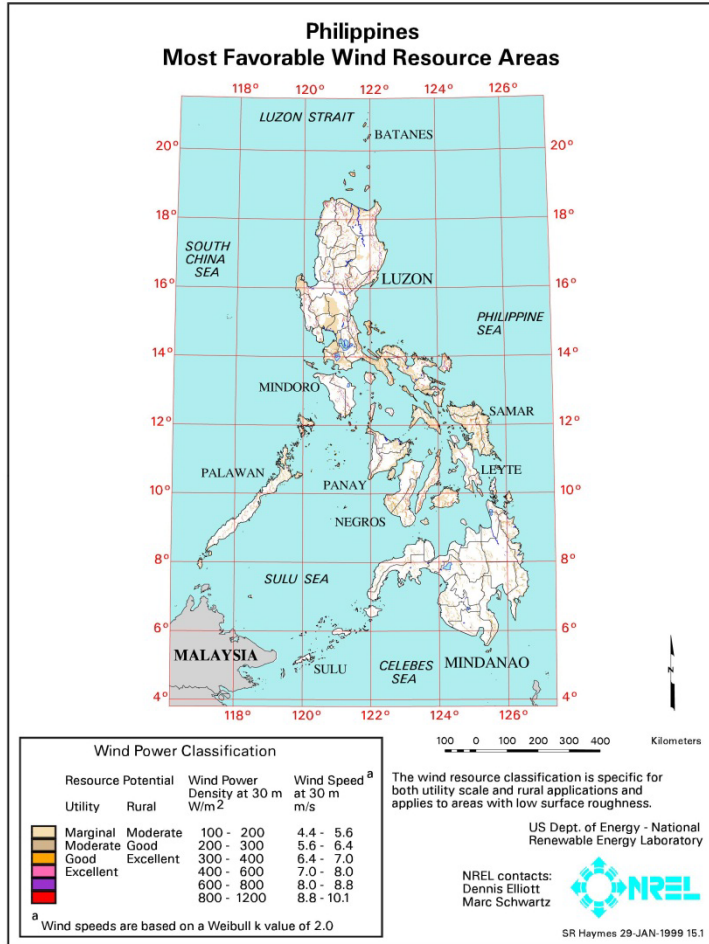 Philippines
Most Favorable Wind Resource Areas
118° 120° 122° 124° 126°
LUZON STRAIT
BATANES
20° 20°
18° 18°
SOUTH
CHINA
SEA
LUZON
16° 16°
PHILIPPINE
SEA
14° 14°
MINDORO
SAMAR
12° 12°
PALAWAN
PANAY
LEYTE
10° 10°
NEGROS
8° 8°
SULU SEA
6° 6°
MALAYSIA
SULU
CELEBES
SEA
MINDANAO
N
4° 4°
118° 120° 122° 124° 126°
100 0 100 200 300 400 Kilometers
Wind Power Classification
Resource Potential Wind Power Wind Speed a
Density at 30 m at 30 m
Utility Rural W/m2 m/s
Marginal Moderate 100 - 200 4.4 - 5.6
Moderate Good 200 - 300 5.6 - 6.4
Good Excellent 300 - 400 6.4 - 7.0
Excellent 400 - 600 7.0 - 8.0
600 - 800 8.0 - 8.8
800 - 1200 8.8 - 10.1
a Wind speeds are based on a Weibull k value of 2.0
The wind resource classification is specific for
both utility scale and rural applications and
applies to areas with low surface roughness.
US Dept. of Energy - National
Renewable Energy Laboratory
NREL contacts:
Dennis Elliott
Marc Schwartz
NREL
SR Haymes 29-JAN-1999 15.1